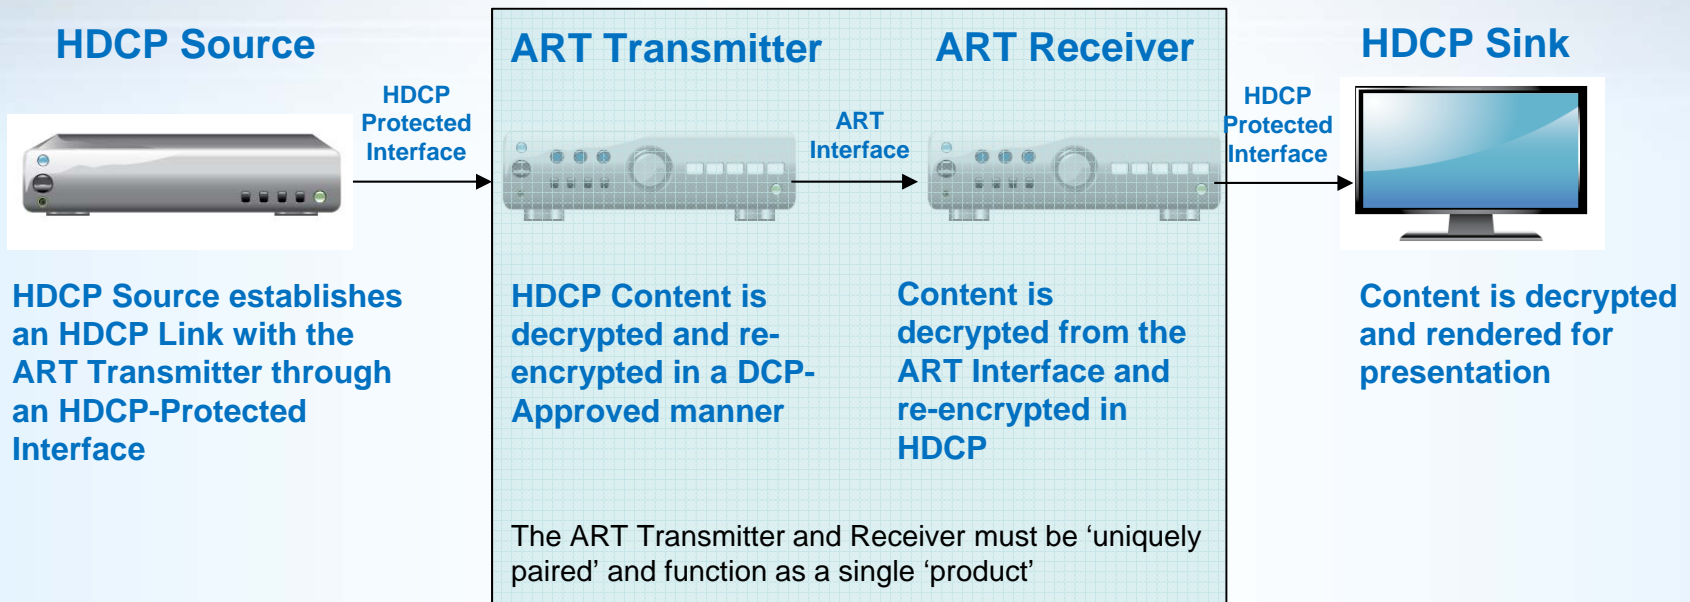 HDCP Source
HDCP
Protected
Interface
HDCP Source establishes
an HDCP Link with the
ART Transmitter through
an HDCP-Protected
Interface
ART Transmitter
ART Receiver
ART
Interface
HDCP Content is
decrypted and re-
encrypted in a DCP-
Approved manner
Content is
decrypted from the
ART Interface and
re-encrypted in
HDCP
The ART Transmitter and Receiver must be ‘uniquely
paired’ and function as a single ‘product’
HDCP
Protected
Interface
HDCP Sink
Content is decrypted
and rendered for
presentation